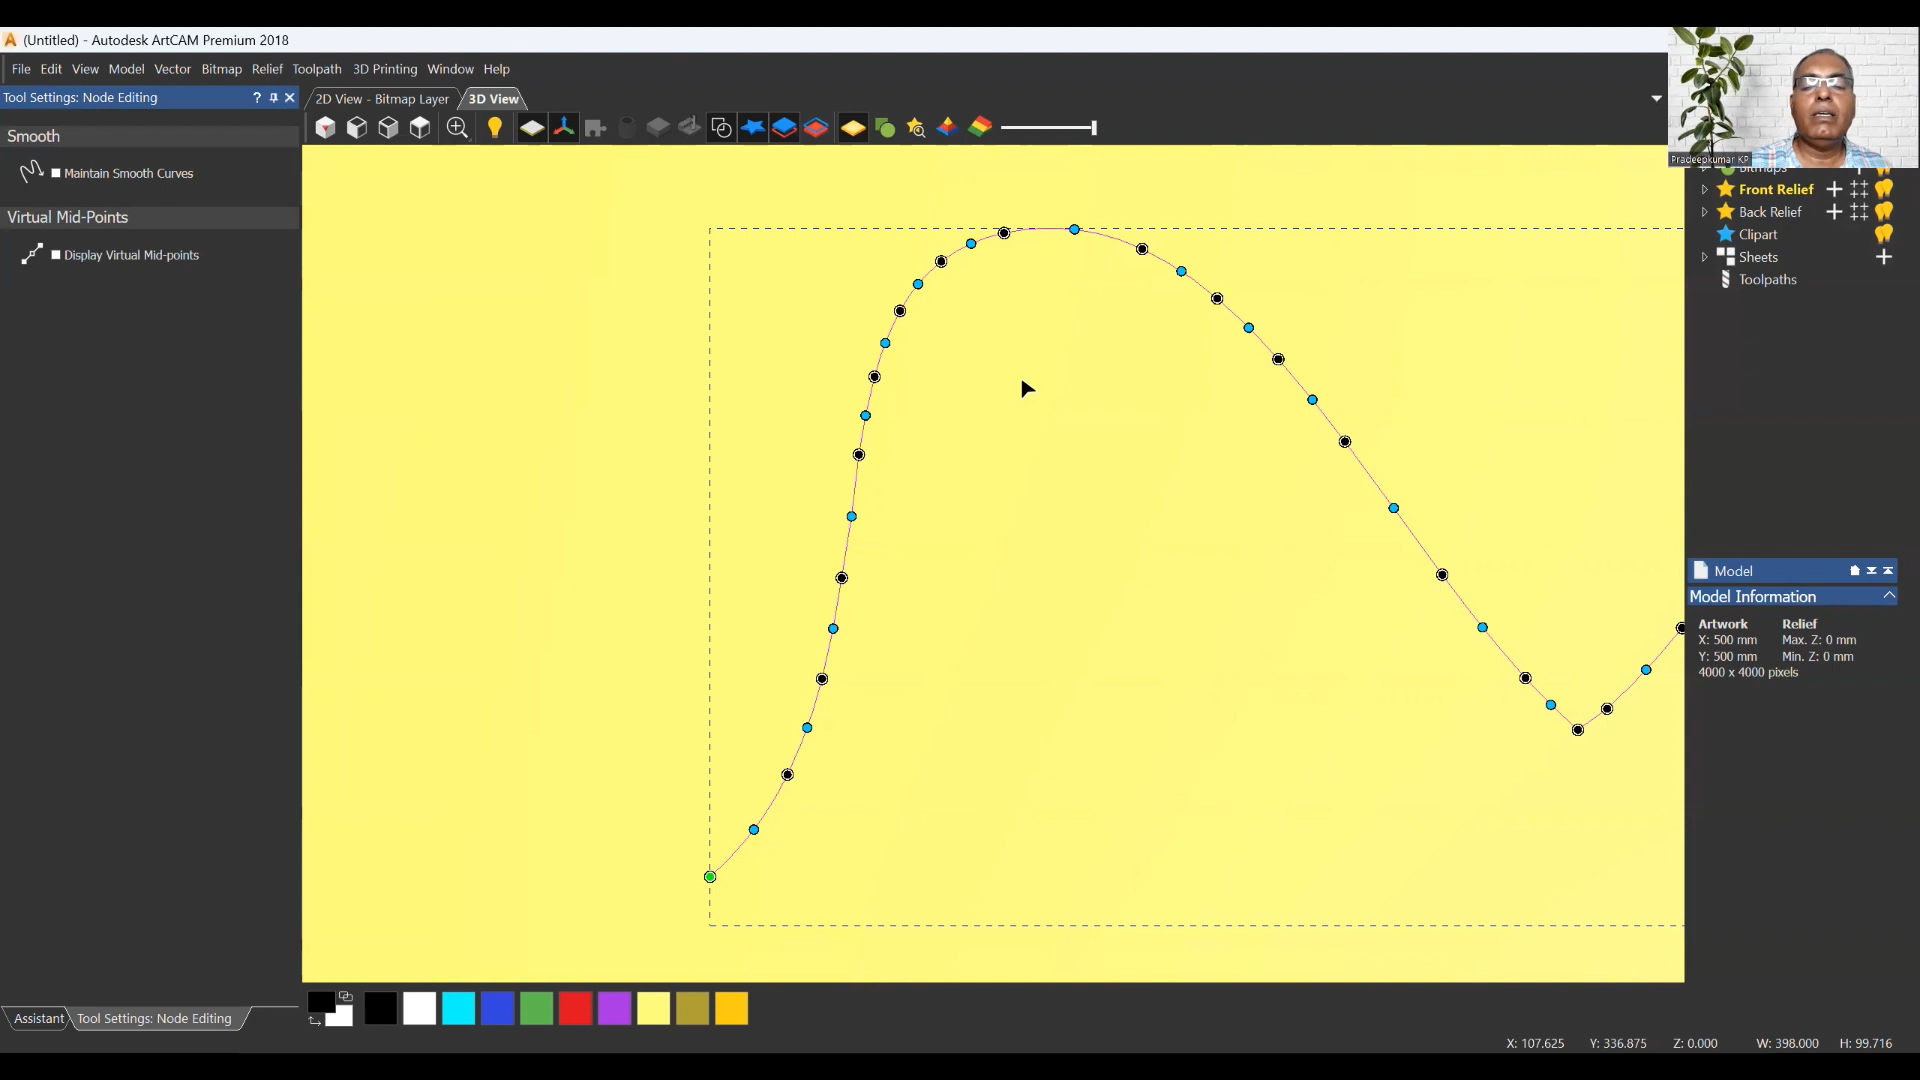 (Untitled) - Autodesk ArtCAM Premium 2018
File Edit View Model Vector Bitmap Relief Toolpath 3D Printing Window Help
Tool Settings: Node Editing ?
2D View - Bitmap Layer 3D View
Smooth
Maintain Smooth Curves
Virtual Mid-Points
Display Virtual Mid-points
Pradeepkumar KP
Bitmaps
Front Relief
Back Relief
Clipart
Sheets
Toolpaths
Model
Model Information
Artwork Relief
X: 500 mm Max. Z: 0 mm
Y: 500 mm Min. Z: 0 mm
4000 x 4000 pixels
Assistant Tool Settings: Node Editing
X: 107.625 Y: 336.875 Z: 0.000 W: 398.000 H: 99.716